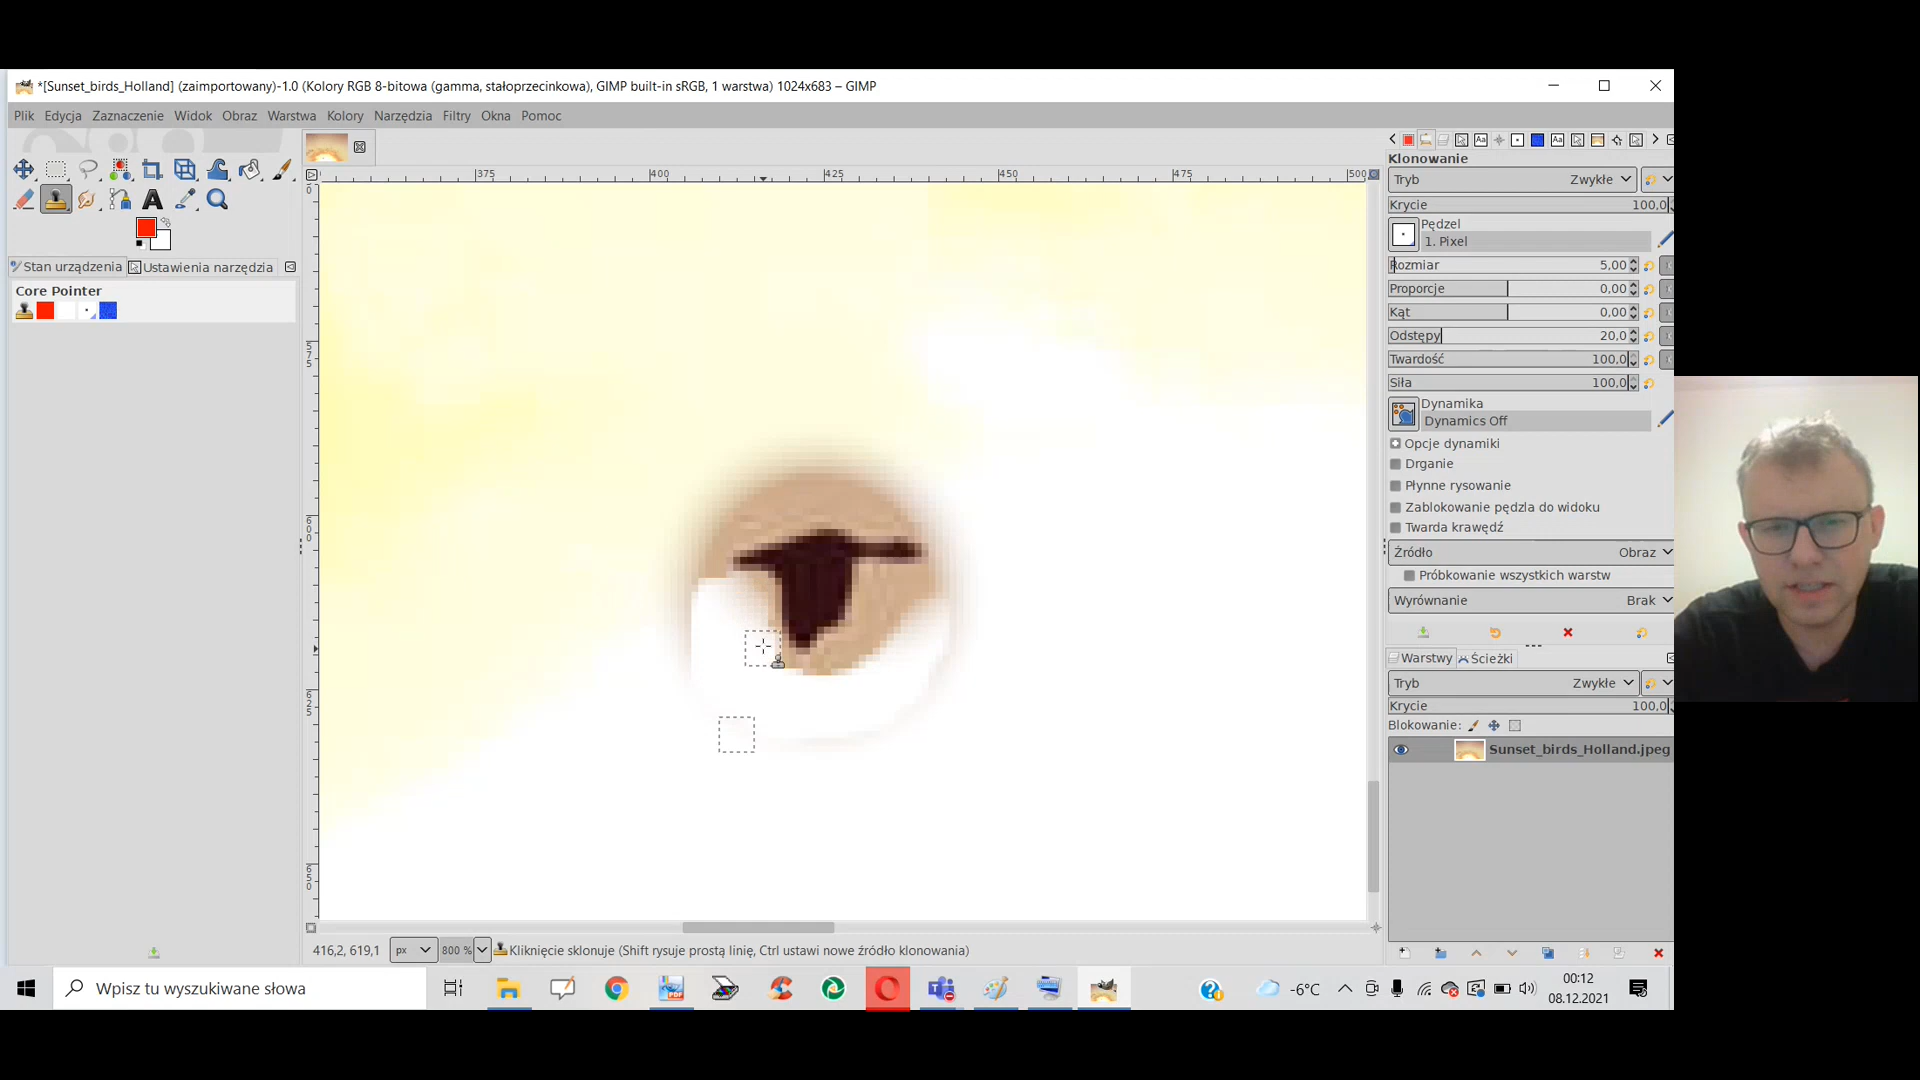 *[Sunset_birds_Holland] (zaimportowany)-1.0 (Kolory RGB 8-bitowa (gamma, stałoprzecinkowa), GIMP built-in sRGB, 1 warstwa) 1024x683 – GIMP
Plik Edycja Zaznaczenie Widok Obraz Warstwa Kolory Narzędzia Filtry Okna Pomoc
Klonowanie
375 400 425 450 475 500
Tryb Zwykłe
Krycie 100,0
Pędzel
1. Pixel
Stan urządzenia Ustawienia narzędzia
Rozmiar 5,00
Core Pointer
Proporcje 0,00
Kąt 0,00
Odstępy 20,0
575
Twardość 100,0
Siła 100,0
Dynamika
Dynamics Off
Opcje dynamiki
Drganie
Płynne rysowanie
Zablokowanie pędzla do widoku
600
Twarda krawędź
Źródło Obraz
Próbkowanie wszystkich warstw
Wyrównanie Brak
Warstwy Ścieżki
Tryb Zwykłe
625
Krycie 100,0
Blokowanie:
Sunset_birds_Holland.jpeg
650
416,2, 619,1 px 800 % Kliknięcie sklonuje (Shift rysuje prostą linię, Ctrl ustawi nowe źródło klonowania)
Wpisz tu wyszukiwane słowa
-6°C
00:12
08.12.2021